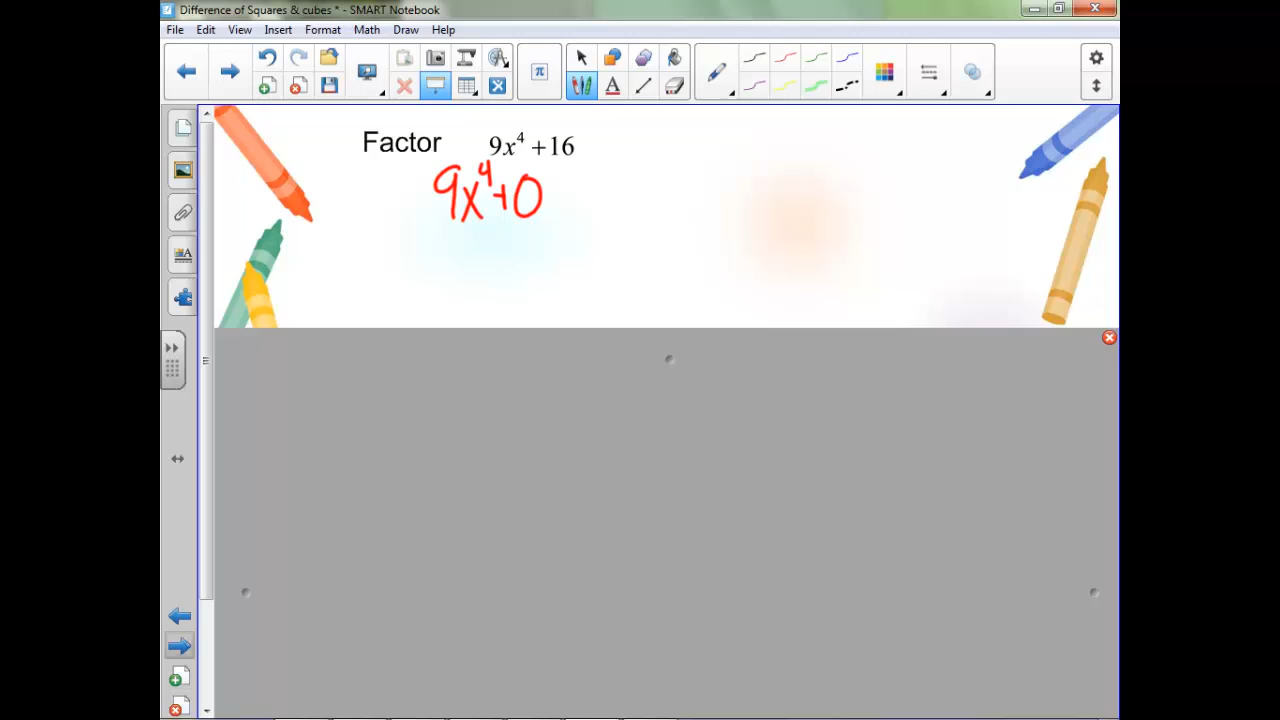 Difference of Squares & cubes * - SMART Notebook
File Edit View Insert Format Math Draw Help
π
A
A
Factor 9x⁴ + 16
9x⁴+0